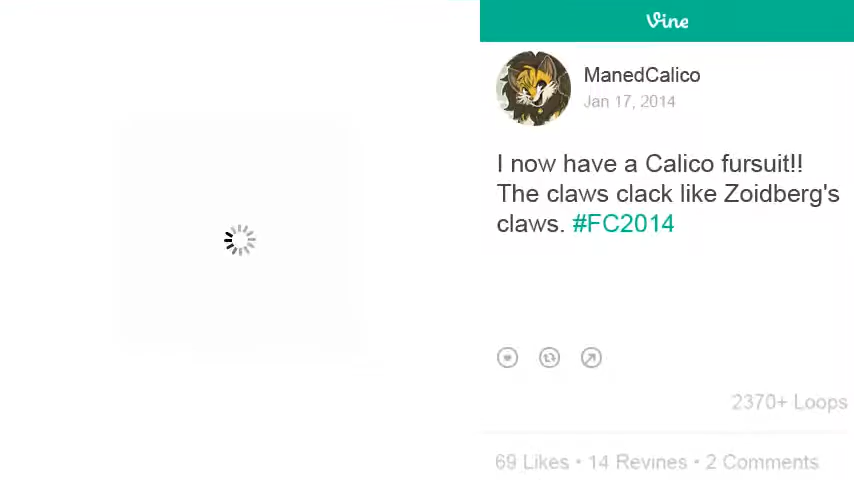 Vine
ManedCalico
Jan 17, 2014
I now have a Calico fursuit!!
The claws clack like Zoidberg's
claws. #FC2014
2370+ Loops
69 Likes • 14 Revines • 2 Comments